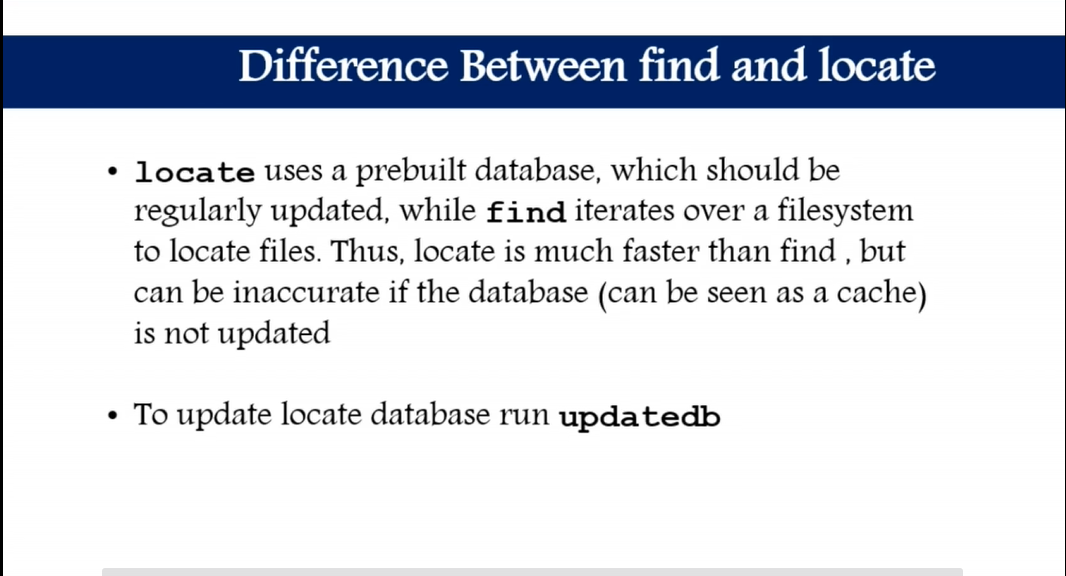 Difference Between find and locate
• locate uses a prebuilt database, which should be
regularly updated, while find iterates over a filesystem
to locate files. Thus, locate is much faster than find , but
can be inaccurate if the database (can be seen as a cache)
is not updated
• To update locate database run updatedb